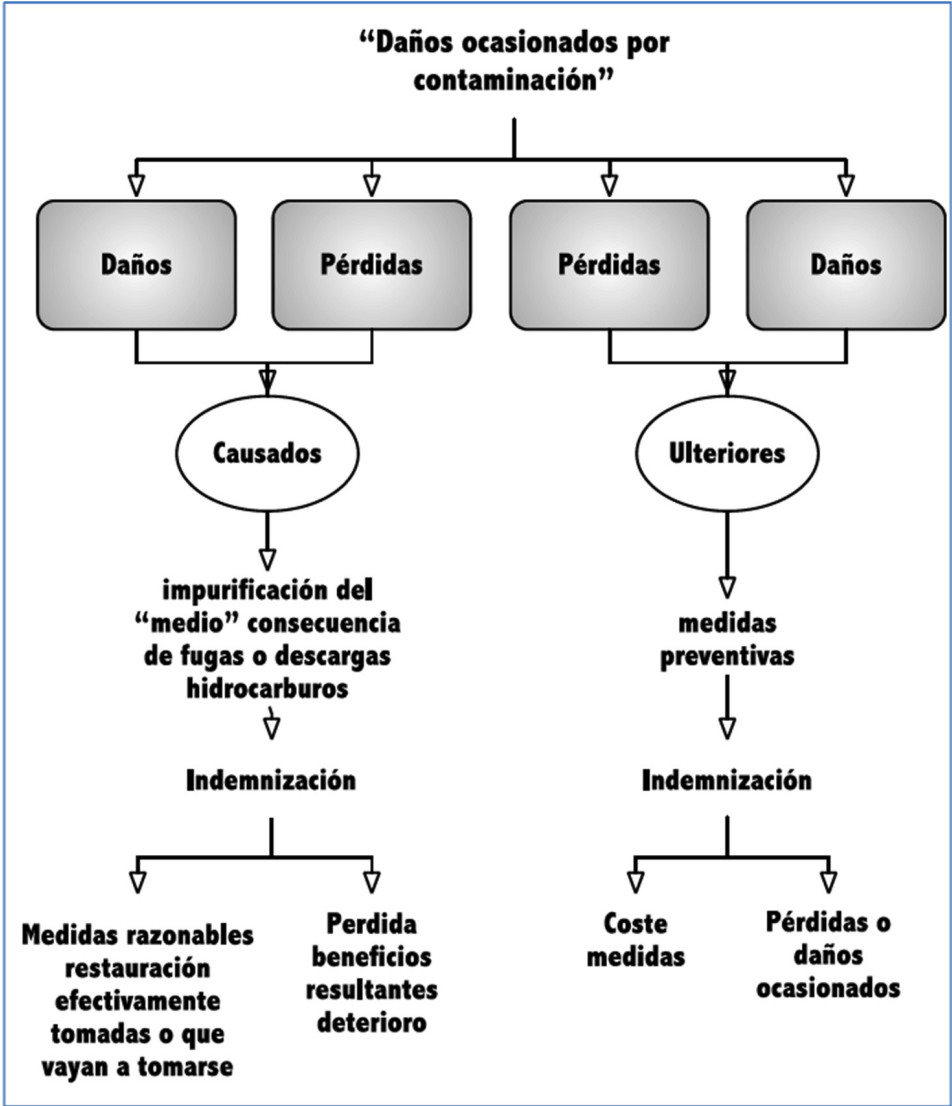 “Daños ocasionados por
contaminación”
Daños
Pérdidas
Pérdidas
Daños
Causados
Ulteriores
impurificación del
“medio” consecuencia
de fugas o descargas
hidrocarburos
medidas
preventivas
Indemnización
Indemnización
Medidas razonables
restauración
efectivamente
tomadas o que
vayan a tomarse
Perdida
beneficios
resultantes
deterioro
Coste
medidas
Pérdidas o
daños
ocasionados